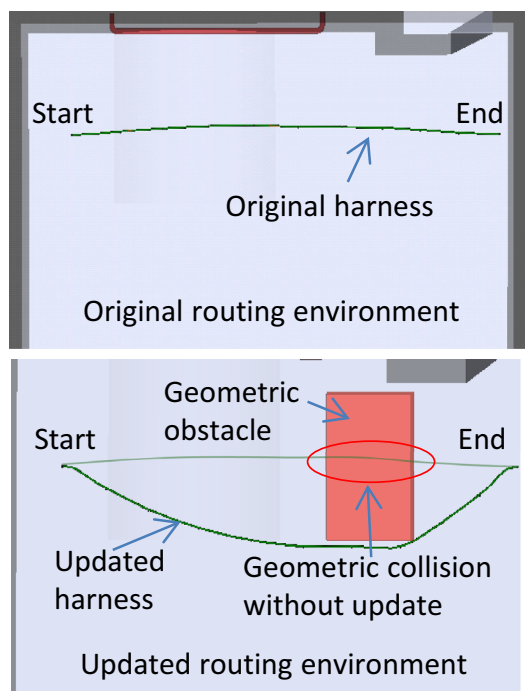 Start
End
Original harness
Original routing environment
Geometric
obstacle
Start
End
Updated
harness
Geometric collision
without update
Updated routing environment